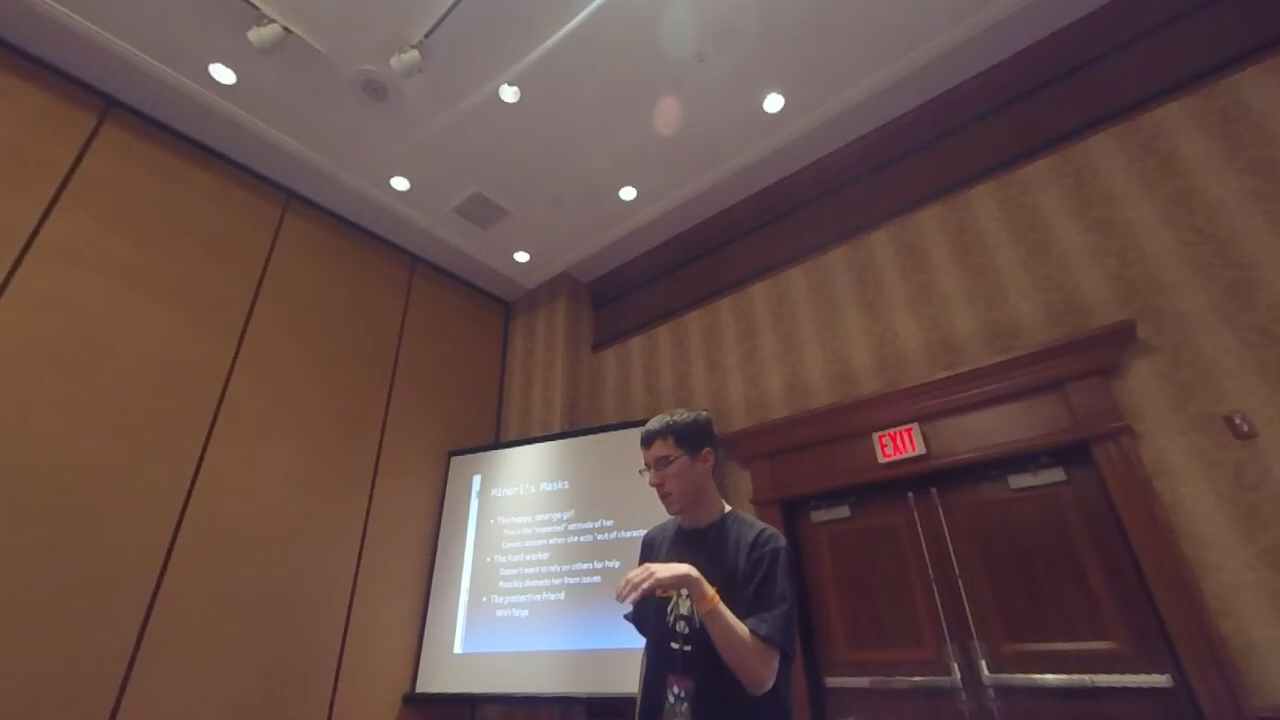 Minori's Masks
The happy, strange girl
This is the "expected" attitude of her
Causes concern when she acts "out of character
The hard worker
Doesn't want to rely on others for help
Possibly distracts her from issues
The protective friend
With Taiga
EXIT